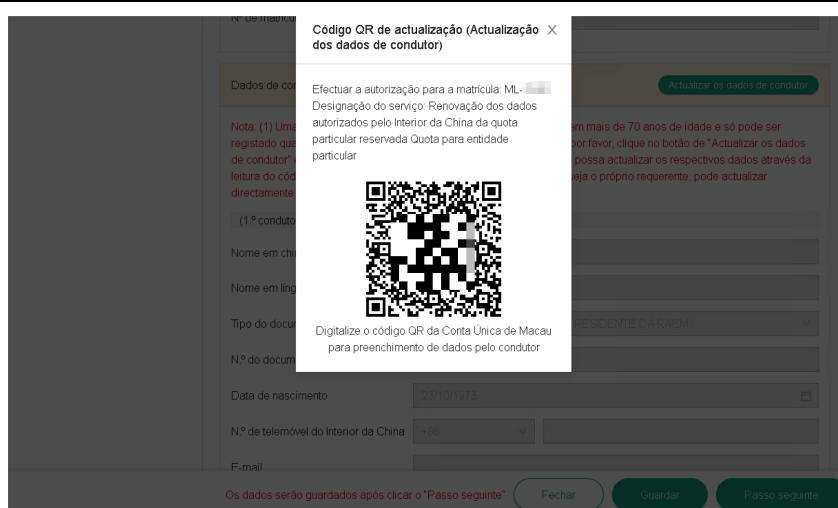 Nº de matrícu
Código QR de actualização (Actualização
dos dados de condutor)
Dados de con
Actualizar os dados de condutor
Efectuar a autorização para a matrícula: ML-
Designação do serviço: Renovação dos dados
autorizados pelo Interior da China da quota
particular reservada Quota para entidade
particular
Nota: (1) Uma
em mais de 70 anos de idade e só pode ser
registado qua
por favor, clique no botão de "Actualizar os dados
de condutor"
possa actualizar os respectivos dados através da
leitura do cód
eja o próprio requerente, pode actualizar
directamente
(1.º conduto
Nome em chi
Nome em líng
Tipo do docur
RESIDENTE DA RAEM
Digitalize o código QR da Conta Única de Macau
para preenchimento de dados pelo condutor
N.º do docum
Data de nascimento
23/10/1973
N.º de telemóvel do Interior da China
+86
E-mail
Os dados serão guardados após clicar o "Passo seguinte"
Fechar
Guardar
Passo seguinte